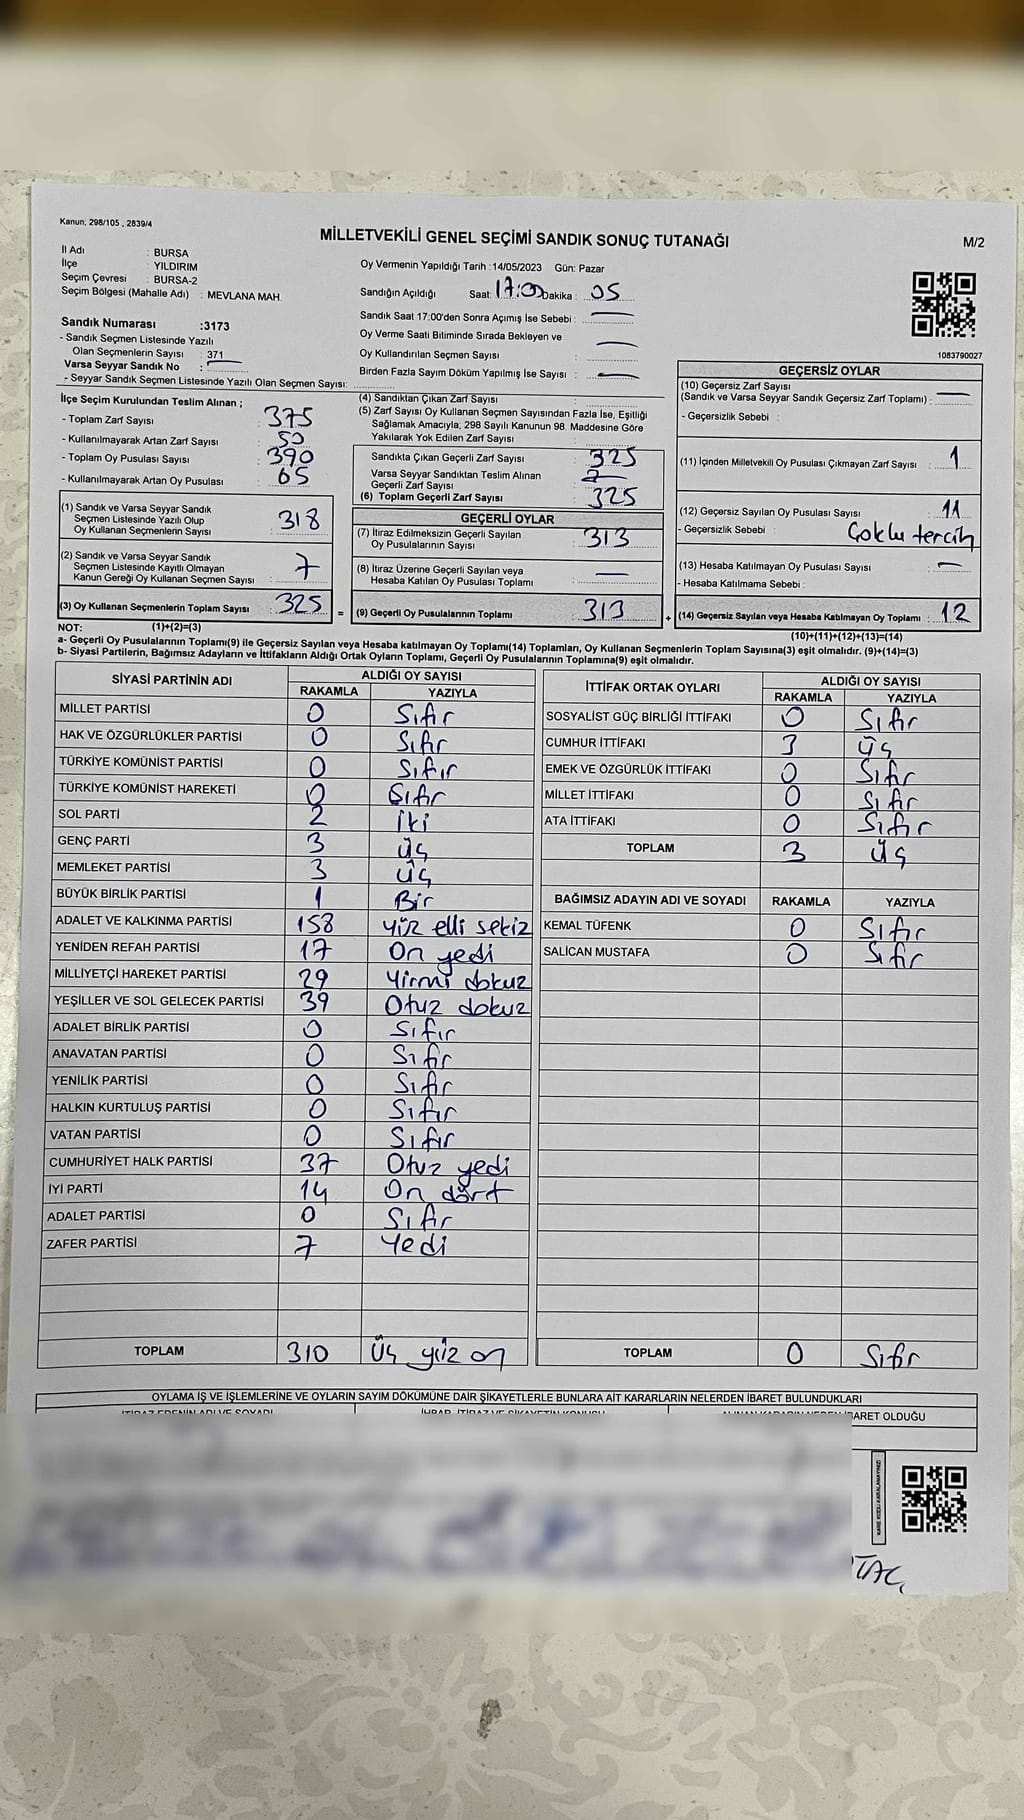 Kanun; 298/105 , 2839/4
MİLLETVEKİLİ GENEL SEÇİMİ SANDIK SONUÇ TUTANAĞI
M/2
İl Adı : BURSA
İlçe : YILDIRIM
Seçim Çevresi : BURSA-2
Seçim Bölgesi (Mahalle Adı) : MEVLANA MAH.
Sandık Numarası :3173
- Sandık Seçmen Listesinde Yazılı
Olan Seçmenlerin Sayısı : 371
Varsa Seyyar Sandık No :
- Seyyar Sandık Seçmen Listesinde Yazılı Olan Seçmen Sayısı:
Oy Vermenin Yapıldığı Tarih :14/05/2023 Gün: Pazar
Sandığın Açıldığı Saat: 17:00 Dakika : 05
Sandık Saat 17:00'den Sonra Açımış İse Sebebi : —
Oy Verme Saati Bitiminde Sırada Bekleyen ve
Oy Kullandırılan Seçmen Sayısı : —
Birden Fazla Sayım Döküm Yapılmış İse Sayısı : —
1083790027
İlçe Seçim Kurulundan Teslim Alınan ;
- Toplam Zarf Sayısı : 375
- Kullanılmayarak Artan Zarf Sayısı : 50
- Toplam Oy Pusulası Sayısı : 390
- Kullanılmayarak Artan Oy Pusulası : 65
(4) Sandıktan Çıkan Zarf Sayısı :
(5) Zarf Sayısı Oy Kullanan Seçmen Sayısından Fazla İse, Eşitliği
Sağlamak Amacıyla; 298 Sayılı Kanunun 98. Maddesine Göre
Yakılarak Yok Edilen Zarf Sayısı :
Sandıkta Çıkan Geçerli Zarf Sayısı : 325
Varsa Seyyar Sandıktan Teslim Alınan
Geçerli Zarf Sayısı
(6) Toplam Geçerli Zarf Sayısı : 325
GEÇERSİZ OYLAR
(10) Geçersiz Zarf Sayısı
(Sandık ve Varsa Seyyar Sandık Geçersiz Zarf Toplamı) : —
- Geçersizlik Sebebi :
(11) İçinden Milletvekili Oy Pusulası Çıkmayan Zarf Sayısı : 1
(12) Geçersiz Sayılan Oy Pusulası Sayısı : 11
- Geçersizlik Sebebi : Çoklu tercih
(13) Hesaba Katılmayan Oy Pusulası Sayısı : —
- Hesaba Katılmama Sebebi :
(14) Geçersiz Sayılan veya Hesaba Katılmayan Oy Toplamı : 12
(10)+(11)+(12)+(13)=(14)
(1) Sandık ve Varsa Seyyar Sandık
Seçmen Listesinde Yazılı Olup
Oy Kullanan Seçmenlerin Sayısı : 318
(2) Sandık ve Varsa Seyyar Sandık
Seçmen Listesinde Kayıtlı Olmayan
Kanun Gereği Oy Kullanan Seçmen Sayısı : 7
(3) Oy Kullanan Seçmenlerin Toplam Sayısı : 325 =
(1)+(2)=(3)
GEÇERLİ OYLAR
(7) İtiraz Edilmeksizin Geçerli Sayılan
Oy Pusulalarının Sayısı : 313
(8) İtiraz Üzerine Geçerli Sayılan veya
Hesaba Katılan Oy Pusulası Toplamı : —
(9) Geçerli Oy Pusulalarının Toplamı : 313 +
NOT:
a- Geçerli Oy Pusulalarının Toplamı(9) ile Geçersiz Sayılan veya Hesaba katılmayan Oy Toplamı(14) Toplamları, Oy Kullanan Seçmenlerin Toplam Sayısına(3) eşit olmalıdır. (9)+(14)=(3)
b- Siyasi Partilerin, Bağımsız Adayların ve İttifakların Aldığı Ortak Oyların Toplamı, Geçerli Oy Pusulalarının Toplamına(9) eşit olmalıdır.
SİYASİ PARTİNİN ADI ALDIĞI OY SAYISI
RAKAMLA YAZIYLA
MİLLET PARTİSİ 0 Sıfır
HAK VE ÖZGÜRLÜKLER PARTİSİ 0 Sıfır
TÜRKİYE KOMÜNİST PARTİSİ 0 Sıfır
TÜRKİYE KOMÜNİST HAREKETİ 0 Sıfır
SOL PARTİ 2 İki
GENÇ PARTİ 3 Üç
MEMLEKET PARTİSİ 3 Üç
BÜYÜK BİRLİK PARTİSİ 1 Bir
ADALET VE KALKINMA PARTİSİ 158 yüz elli sekiz
YENİDEN REFAH PARTİSİ 17 On yedi
MİLLİYETÇİ HAREKET PARTİSİ 29 Yirmi dokuz
YEŞİLLER VE SOL GELECEK PARTİSİ 39 Otuz dokuz
ADALET BİRLİK PARTİSİ 0 Sıfır
ANAVATAN PARTİSİ 0 Sıfır
YENİLİK PARTİSİ 0 Sıfır
HALKIN KURTULUŞ PARTİSİ 0 Sıfır
VATAN PARTİSİ 0 Sıfır
CUMHURİYET HALK PARTİSİ 37 Otuz yedi
İYİ PARTİ 14 On dört
ADALET PARTİSİ 0 Sıfır
ZAFER PARTİSİ 7 Yedi
TOPLAM 310 Üç yüz on
İTTİFAK ORTAK OYLARI ALDIĞI OY SAYISI
RAKAMLA YAZIYLA
SOSYALİST GÜÇ BİRLİĞİ İTTİFAKI 0 Sıfır
CUMHUR İTTİFAKI 3 Üç
EMEK VE ÖZGÜRLÜK İTTİFAKI 0 Sıfır
MİLLET İTTİFAKI 0 Sıfır
ATA İTTİFAKI 0 Sıfır
TOPLAM 3 Üç
BAĞIMSIZ ADAYIN ADI VE SOYADI RAKAMLA YAZIYLA
KEMAL TÜFENK 0 Sıfır
SALİCAN MUSTAFA 0 Sıfır
TOPLAM 0 Sıfır
OYLAMA İŞ VE İŞLEMLERİNE VE OYLARIN SAYIM DÖKÜMÜNE DAİR ŞİKAYETLERLE BUNLARA AİT KARARLARIN NELERDEN İBARET BULUNDUKLARI
İTİRAZ EDENİN ADI VE SOYADI
BARET OLDUĞU
KARE KODU KARALAMAYINIZ!